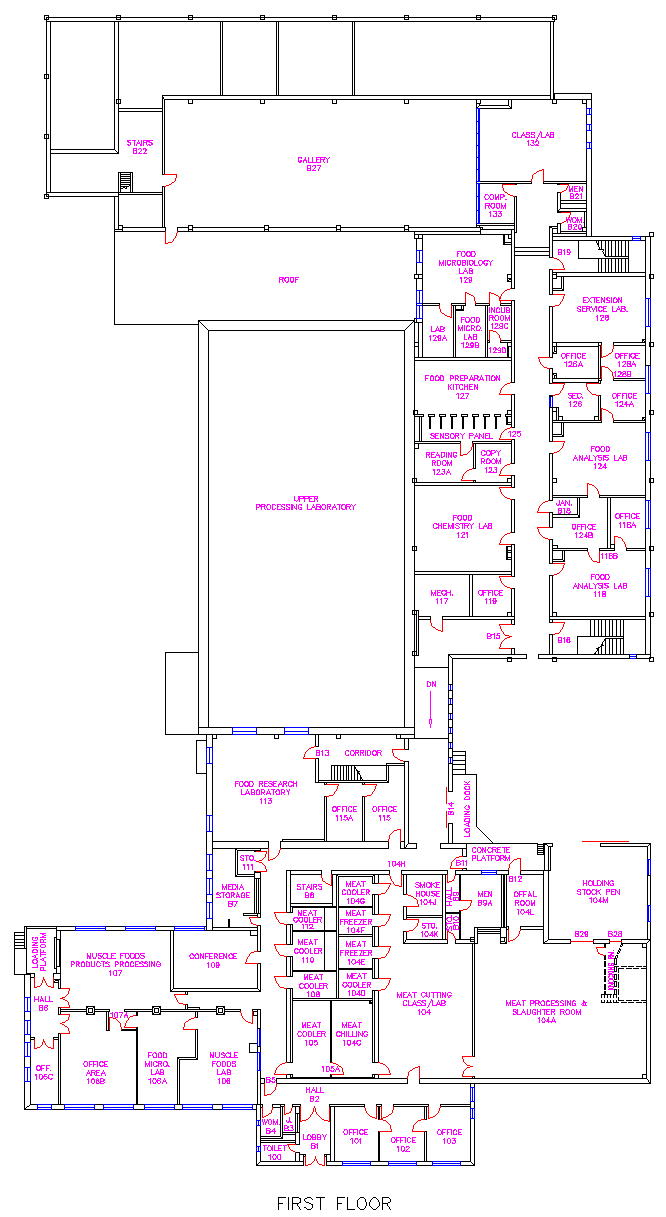 CLASS/LAB
132
STAIRS
B22
GALLERY
B27
MEN
B21
COMP.
ROOM
133
WOM.
B20
B19
FOOD
MICROBIOLOGY
LAB
129
ROOF
EXTENSION
SERVICE LAB.
128
INCUB
ROOM
129C
FOOD
MICRO.
LAB
129B
LAB
129A
129D
OFFICE
126A
OFFICE
128A
128B
FOOD PREPARATION
KITCHEN
127
SEC.
126
OFFICE
124A
SENSORY PANEL
125
READING
ROOM
123A
COPY
ROOM
123
FOOD
ANALYSIS LAB
124
UPPER
PROCESSING LABORATORY
JAN.
B18
FOOD
CHEMISTRY LAB
121
OFFICE
124B
OFFICE
118A
118B
FOOD
ANALYSIS LAB
118
MECH.
117
OFFICE
119
B15
B16
DN
B13
CORRIDOR
FOOD RESEARCH
LABORATORY
113
OFFICE
115A
OFFICE
115
B14
LOADING DOCK
STO.
111
104H
B11
CONCRETE
PLATFORM
B12
MEDIA
STORAGE
B7
STAIRS
B8
MEAT
COOLER
104G
SMOKE
HOUSE
104J
HALL
B9
MEN
B9A
OFFAL
ROOM
104L
HOLDING
STOCK PEN
104M
MEAT
COOLER
112
MEAT
FREEZER
104F
STO.
104K
STO.
B10
B29
B28
LOADING
PLATFORM
MUSCLE FOODS
PRODUCTS PROCESSING
107
CONFERENCE
109
MEAT
COOLER
110
MEAT
FREEZER
104E
MEAT
COOLER
108
MEAT
COOLER
104D
MEAT CUTTING
CLASS/LAB
104
MEAT PROCESSING &
SLAUGHTER ROOM
104A
HALL
B6
107A
MEAT
COOLER
105
MEAT
CHILLING
104C
OFF.
106C
OFFICE
AREA
106B
FOOD
MICRO.
LAB
106A
MUSCLE
FOODS
LAB
106
105A
B5
HALL
B2
WOM.
B4
J.
B3
LOBBY
B1
OFFICE
101
OFFICE
102
OFFICE
103
TOILET
100
FIRST FLOOR